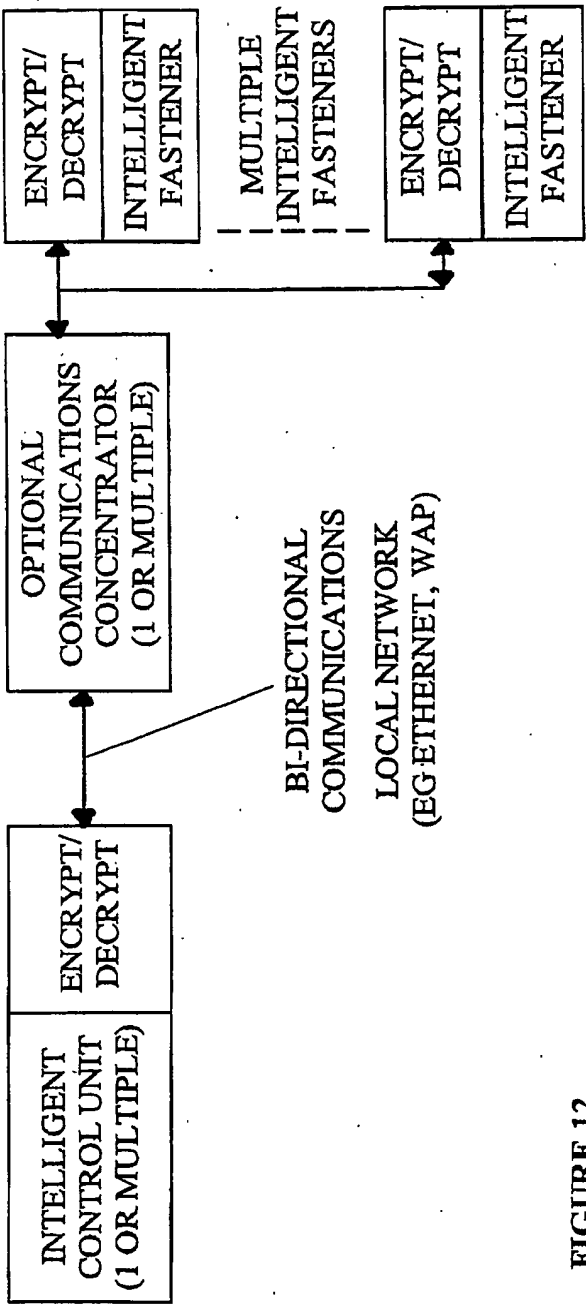 INTELLIGENT
CONTROL UNIT
(1 OR MULTIPLE)
ENCRYPT/
DECRYPT
BI-DIRECTIONAL
COMMUNICATIONS
LOCAL NETWORK
(EG ETHERNET, WAP)
OPTIONAL
COMMUNICATIONS
CONCENTRATOR
(1 OR MULTIPLE)
ENCRYPT/
DECRYPT
INTELLIGENT
FASTENER
MULTIPLE
INTELLIGENT
FASTENERS
ENCRYPT/
DECRYPT
INTELLIGENT
FASTENER
FIGURE 12